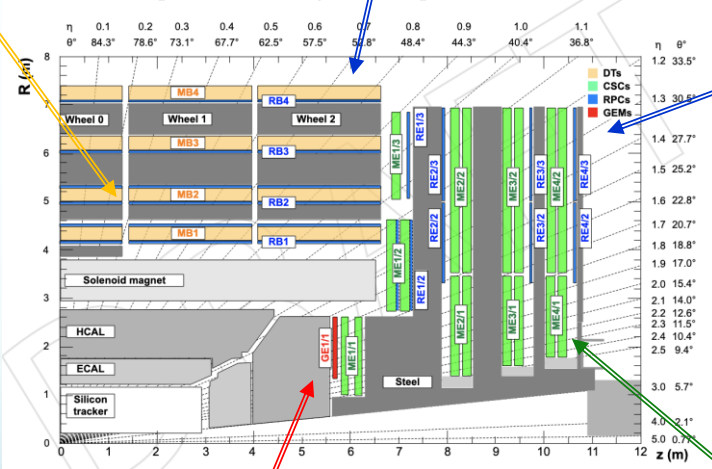 η 0.1 0.2 0.3 0.4 0.5 0.6 0.7 0.8 0.9 1.0 1.1
θ° 84.3° 78.6° 73.1° 67.7° 62.5° 57.5° 52.8° 48.4° 44.3° 40.4° 36.8° η θ°
R (m)
8
7
6
5
4
3
2
1
0
1.2 33.5°
1.3 30.5°
1.4 27.7°
1.5 25.2°
1.6 22.8°
1.7 20.7°
1.8 18.8°
1.9 17.0°
2.0 15.4°
2.1 14.0°
2.2 12.6°
2.3 11.5°
2.4 10.4°
2.5 9.4°
3.0 5.7°
4.0 2.1°
5.0 0.77°
DTs
CSCs
RPCs
GEMs
MB4
RB4
Wheel 0
Wheel 1
Wheel 2
MB3
RB3
MB2
RB2
MB1
RB1
Solenoid magnet
HCAL
ECAL
Silicon
tracker
Steel
GE1/1
ME1/1
ME1/2
ME1/3
RE1/3
RE1/2
RE2/3
RE2/2
ME2/2
ME2/1
ME3/2
ME3/1
RE3/3
RE3/2
ME4/2
ME4/1
RE4/3
RE4/2
0 1 2 3 4 5 6 7 8 9 10 11 12
z (m)